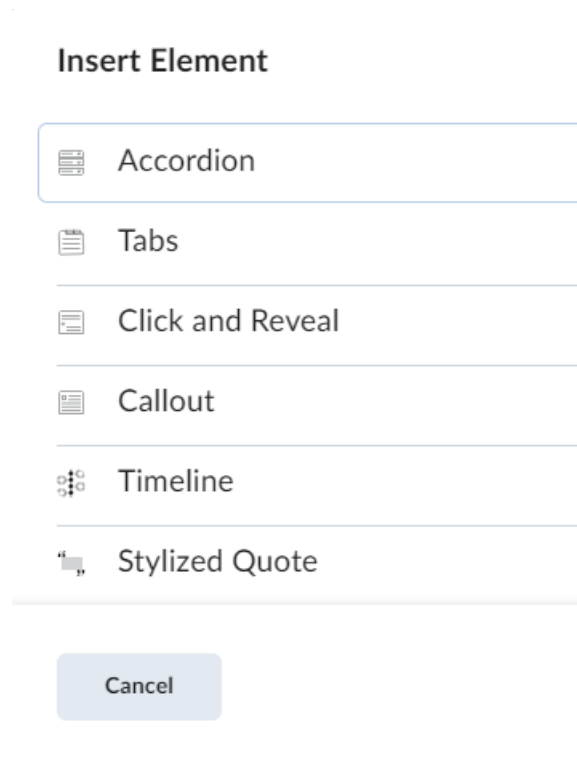 Insert Element
Accordion
Tabs
Click and Reveal
Callout
Timeline
Stylized Quote
Cancel